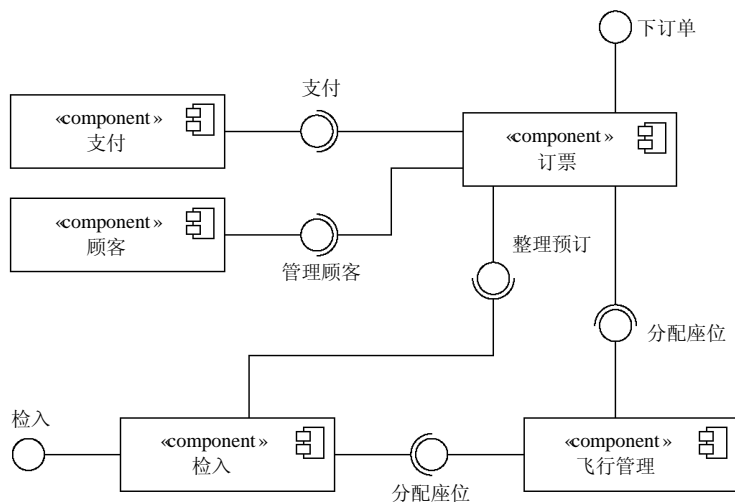 下订单
支付
«component»
支付
«component»
订票
«component»
顾客
管理顾客
整理预订
分配座位
检入
«component»
检入
分配座位
«component»
飞行管理